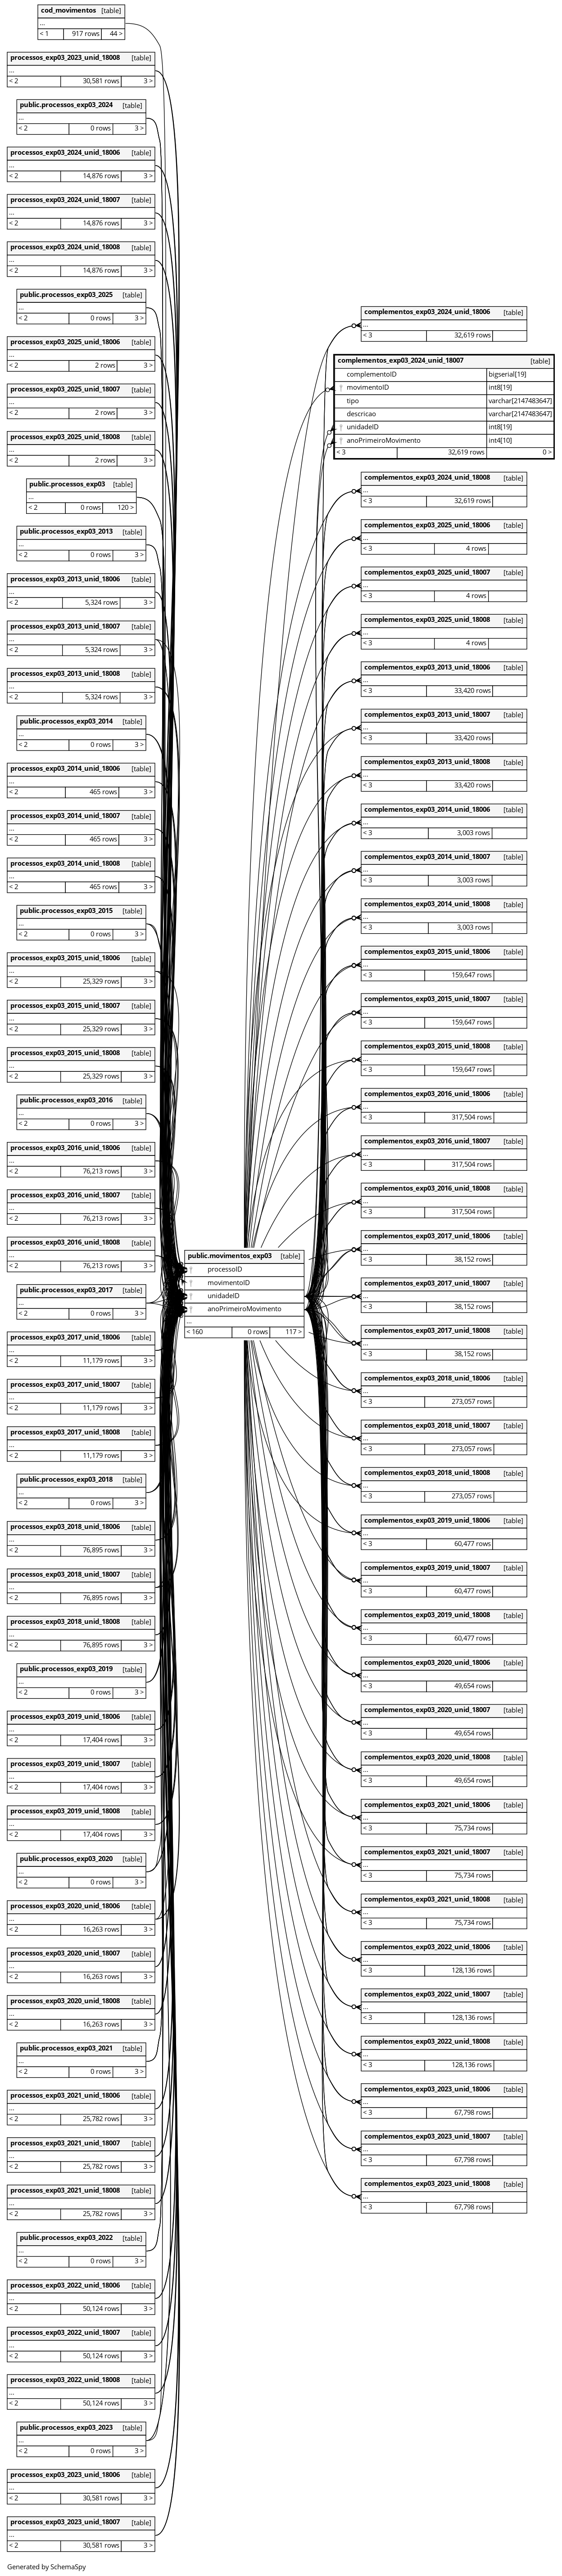 cod_movimentos [table]
...
< 1 917 rows 44 >
processos_exp03_2023_unid_18008 [table]
...
< 2 30,581 rows 3 >
public.processos_exp03_2024 [table]
...
< 2 0 rows 3 >
processos_exp03_2024_unid_18006 [table]
...
< 2 14,876 rows 3 >
processos_exp03_2024_unid_18007 [table]
...
< 2 14,876 rows 3 >
processos_exp03_2024_unid_18008 [table]
...
< 2 14,876 rows 3 >
public.processos_exp03_2025 [table]
...
< 2 0 rows 3 >
processos_exp03_2025_unid_18006 [table]
...
< 2 2 rows 3 >
processos_exp03_2025_unid_18007 [table]
...
< 2 2 rows 3 >
processos_exp03_2025_unid_18008 [table]
...
< 2 2 rows 3 >
public.processos_exp03 [table]
...
< 2 0 rows 120 >
public.processos_exp03_2013 [table]
...
< 2 0 rows 3 >
processos_exp03_2013_unid_18006 [table]
...
< 2 5,324 rows 3 >
processos_exp03_2013_unid_18007 [table]
...
< 2 5,324 rows 3 >
processos_exp03_2013_unid_18008 [table]
...
< 2 5,324 rows 3 >
public.processos_exp03_2014 [table]
...
< 2 0 rows 3 >
processos_exp03_2014_unid_18006 [table]
...
< 2 465 rows 3 >
processos_exp03_2014_unid_18007 [table]
...
< 2 465 rows 3 >
processos_exp03_2014_unid_18008 [table]
...
< 2 465 rows 3 >
public.processos_exp03_2015 [table]
...
< 2 0 rows 3 >
processos_exp03_2015_unid_18006 [table]
...
< 2 25,329 rows 3 >
processos_exp03_2015_unid_18007 [table]
...
< 2 25,329 rows 3 >
processos_exp03_2015_unid_18008 [table]
...
< 2 25,329 rows 3 >
public.processos_exp03_2016 [table]
...
< 2 0 rows 3 >
processos_exp03_2016_unid_18006 [table]
...
< 2 76,213 rows 3 >
processos_exp03_2016_unid_18007 [table]
...
< 2 76,213 rows 3 >
processos_exp03_2016_unid_18008 [table]
...
< 2 76,213 rows 3 >
public.processos_exp03_2017 [table]
...
< 2 0 rows 3 >
processos_exp03_2017_unid_18006 [table]
...
< 2 11,179 rows 3 >
processos_exp03_2017_unid_18007 [table]
...
< 2 11,179 rows 3 >
processos_exp03_2017_unid_18008 [table]
...
< 2 11,179 rows 3 >
public.processos_exp03_2018 [table]
...
< 2 0 rows 3 >
processos_exp03_2018_unid_18006 [table]
...
< 2 76,895 rows 3 >
processos_exp03_2018_unid_18007 [table]
...
< 2 76,895 rows 3 >
processos_exp03_2018_unid_18008 [table]
...
< 2 76,895 rows 3 >
public.processos_exp03_2019 [table]
...
< 2 0 rows 3 >
processos_exp03_2019_unid_18006 [table]
...
< 2 17,404 rows 3 >
processos_exp03_2019_unid_18007 [table]
...
< 2 17,404 rows 3 >
processos_exp03_2019_unid_18008 [table]
...
< 2 17,404 rows 3 >
public.processos_exp03_2020 [table]
...
< 2 0 rows 3 >
processos_exp03_2020_unid_18006 [table]
...
< 2 16,263 rows 3 >
processos_exp03_2020_unid_18007 [table]
...
< 2 16,263 rows 3 >
processos_exp03_2020_unid_18008 [table]
...
< 2 16,263 rows 3 >
public.processos_exp03_2021 [table]
...
< 2 0 rows 3 >
processos_exp03_2021_unid_18006 [table]
...
< 2 25,782 rows 3 >
processos_exp03_2021_unid_18007 [table]
...
< 2 25,782 rows 3 >
processos_exp03_2021_unid_18008 [table]
...
< 2 25,782 rows 3 >
public.processos_exp03_2022 [table]
...
< 2 0 rows 3 >
processos_exp03_2022_unid_18006 [table]
...
< 2 50,124 rows 3 >
processos_exp03_2022_unid_18007 [table]
...
< 2 50,124 rows 3 >
processos_exp03_2022_unid_18008 [table]
...
< 2 50,124 rows 3 >
public.processos_exp03_2023 [table]
...
< 2 0 rows 3 >
processos_exp03_2023_unid_18006 [table]
...
< 2 30,581 rows 3 >
processos_exp03_2023_unid_18007 [table]
...
< 2 30,581 rows 3 >
public.movimentos_exp03 [table]
processoID
movimentoID
unidadeID
anoPrimeiroMovimento
...
< 160 0 rows 117 >
complementos_exp03_2024_unid_18006 [table]
...
< 3 32,619 rows
complementos_exp03_2024_unid_18007 [table]
complementoID bigserial[19]
movimentoID int8[19]
tipo varchar[2147483647]
descricao varchar[2147483647]
unidadeID int8[19]
anoPrimeiroMovimento int4[10]
< 3 32,619 rows 0 >
complementos_exp03_2024_unid_18008 [table]
...
< 3 32,619 rows
complementos_exp03_2025_unid_18006 [table]
...
< 3 4 rows
complementos_exp03_2025_unid_18007 [table]
...
< 3 4 rows
complementos_exp03_2025_unid_18008 [table]
...
< 3 4 rows
complementos_exp03_2013_unid_18006 [table]
...
< 3 33,420 rows
complementos_exp03_2013_unid_18007 [table]
...
< 3 33,420 rows
complementos_exp03_2013_unid_18008 [table]
...
< 3 33,420 rows
complementos_exp03_2014_unid_18006 [table]
...
< 3 3,003 rows
complementos_exp03_2014_unid_18007 [table]
...
< 3 3,003 rows
complementos_exp03_2014_unid_18008 [table]
...
< 3 3,003 rows
complementos_exp03_2015_unid_18006 [table]
...
< 3 159,647 rows
complementos_exp03_2015_unid_18007 [table]
...
< 3 159,647 rows
complementos_exp03_2015_unid_18008 [table]
...
< 3 159,647 rows
complementos_exp03_2016_unid_18006 [table]
...
< 3 317,504 rows
complementos_exp03_2016_unid_18007 [table]
...
< 3 317,504 rows
complementos_exp03_2016_unid_18008 [table]
...
< 3 317,504 rows
complementos_exp03_2017_unid_18006 [table]
...
< 3 38,152 rows
complementos_exp03_2017_unid_18007 [table]
...
< 3 38,152 rows
complementos_exp03_2017_unid_18008 [table]
...
< 3 38,152 rows
complementos_exp03_2018_unid_18006 [table]
...
< 3 273,057 rows
complementos_exp03_2018_unid_18007 [table]
...
< 3 273,057 rows
complementos_exp03_2018_unid_18008 [table]
...
< 3 273,057 rows
complementos_exp03_2019_unid_18006 [table]
...
< 3 60,477 rows
complementos_exp03_2019_unid_18007 [table]
...
< 3 60,477 rows
complementos_exp03_2019_unid_18008 [table]
...
< 3 60,477 rows
complementos_exp03_2020_unid_18006 [table]
...
< 3 49,654 rows
complementos_exp03_2020_unid_18007 [table]
...
< 3 49,654 rows
complementos_exp03_2020_unid_18008 [table]
...
< 3 49,654 rows
complementos_exp03_2021_unid_18006 [table]
...
< 3 75,734 rows
complementos_exp03_2021_unid_18007 [table]
...
< 3 75,734 rows
complementos_exp03_2021_unid_18008 [table]
...
< 3 75,734 rows
complementos_exp03_2022_unid_18006 [table]
...
< 3 128,136 rows
complementos_exp03_2022_unid_18007 [table]
...
< 3 128,136 rows
complementos_exp03_2022_unid_18008 [table]
...
< 3 128,136 rows
complementos_exp03_2023_unid_18006 [table]
...
< 3 67,798 rows
complementos_exp03_2023_unid_18007 [table]
...
< 3 67,798 rows
complementos_exp03_2023_unid_18008 [table]
...
< 3 67,798 rows
Generated by SchemaSpy